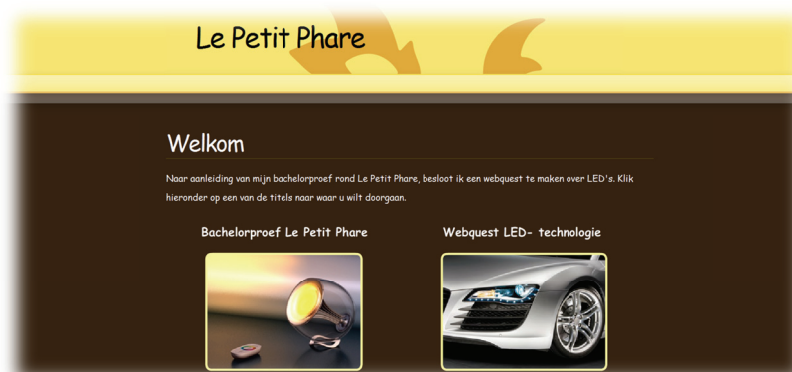 Le Petit Phare
Welkom
Naar aanleiding van mijn bachelorproef rond Le Petit Phare, besloot ik een webquest te maken over LED's. Klik
hieronder op een van de titels naar waar u wilt doorgaan.
Bachelorproef Le Petit Phare
Webquest LED- technologie